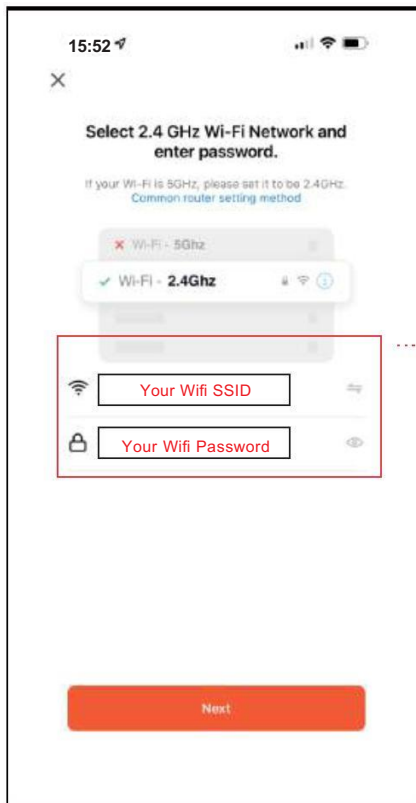 15:52
Select 2.4 GHz Wi-Fi Network and
enter password.
If your Wi-Fi is 5GHz, please set it to be 2.4GHz.
Common router setting method
Wi-Fi - 5Ghz
Wi-Fi - 2.4Ghz
Your Wifi SSID
Your Wifi Password
Next